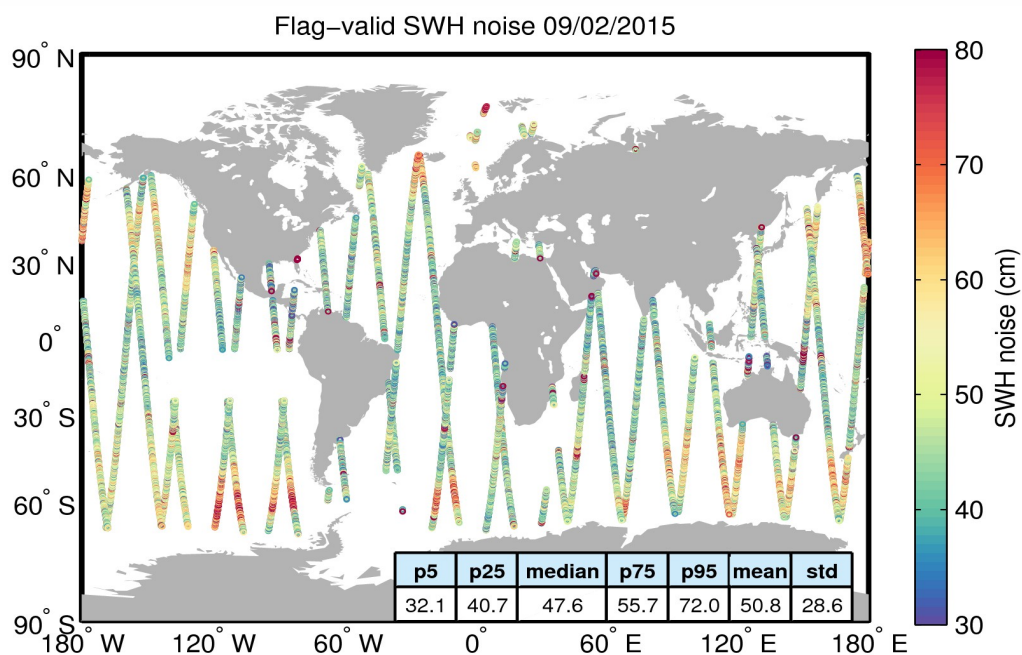 Flag−valid SWH noise 09/02/2015
90° N
60° N
30° N
0°
30° S
60° S
90° S
180° W
120° W
60° W
0°
60° E
120° E
180° E
80
70
60
50
40
30
SWH noise (cm)
p5 p25 median p75 p95 mean std
32.1 40.7 47.6 55.7 72.0 50.8 28.6